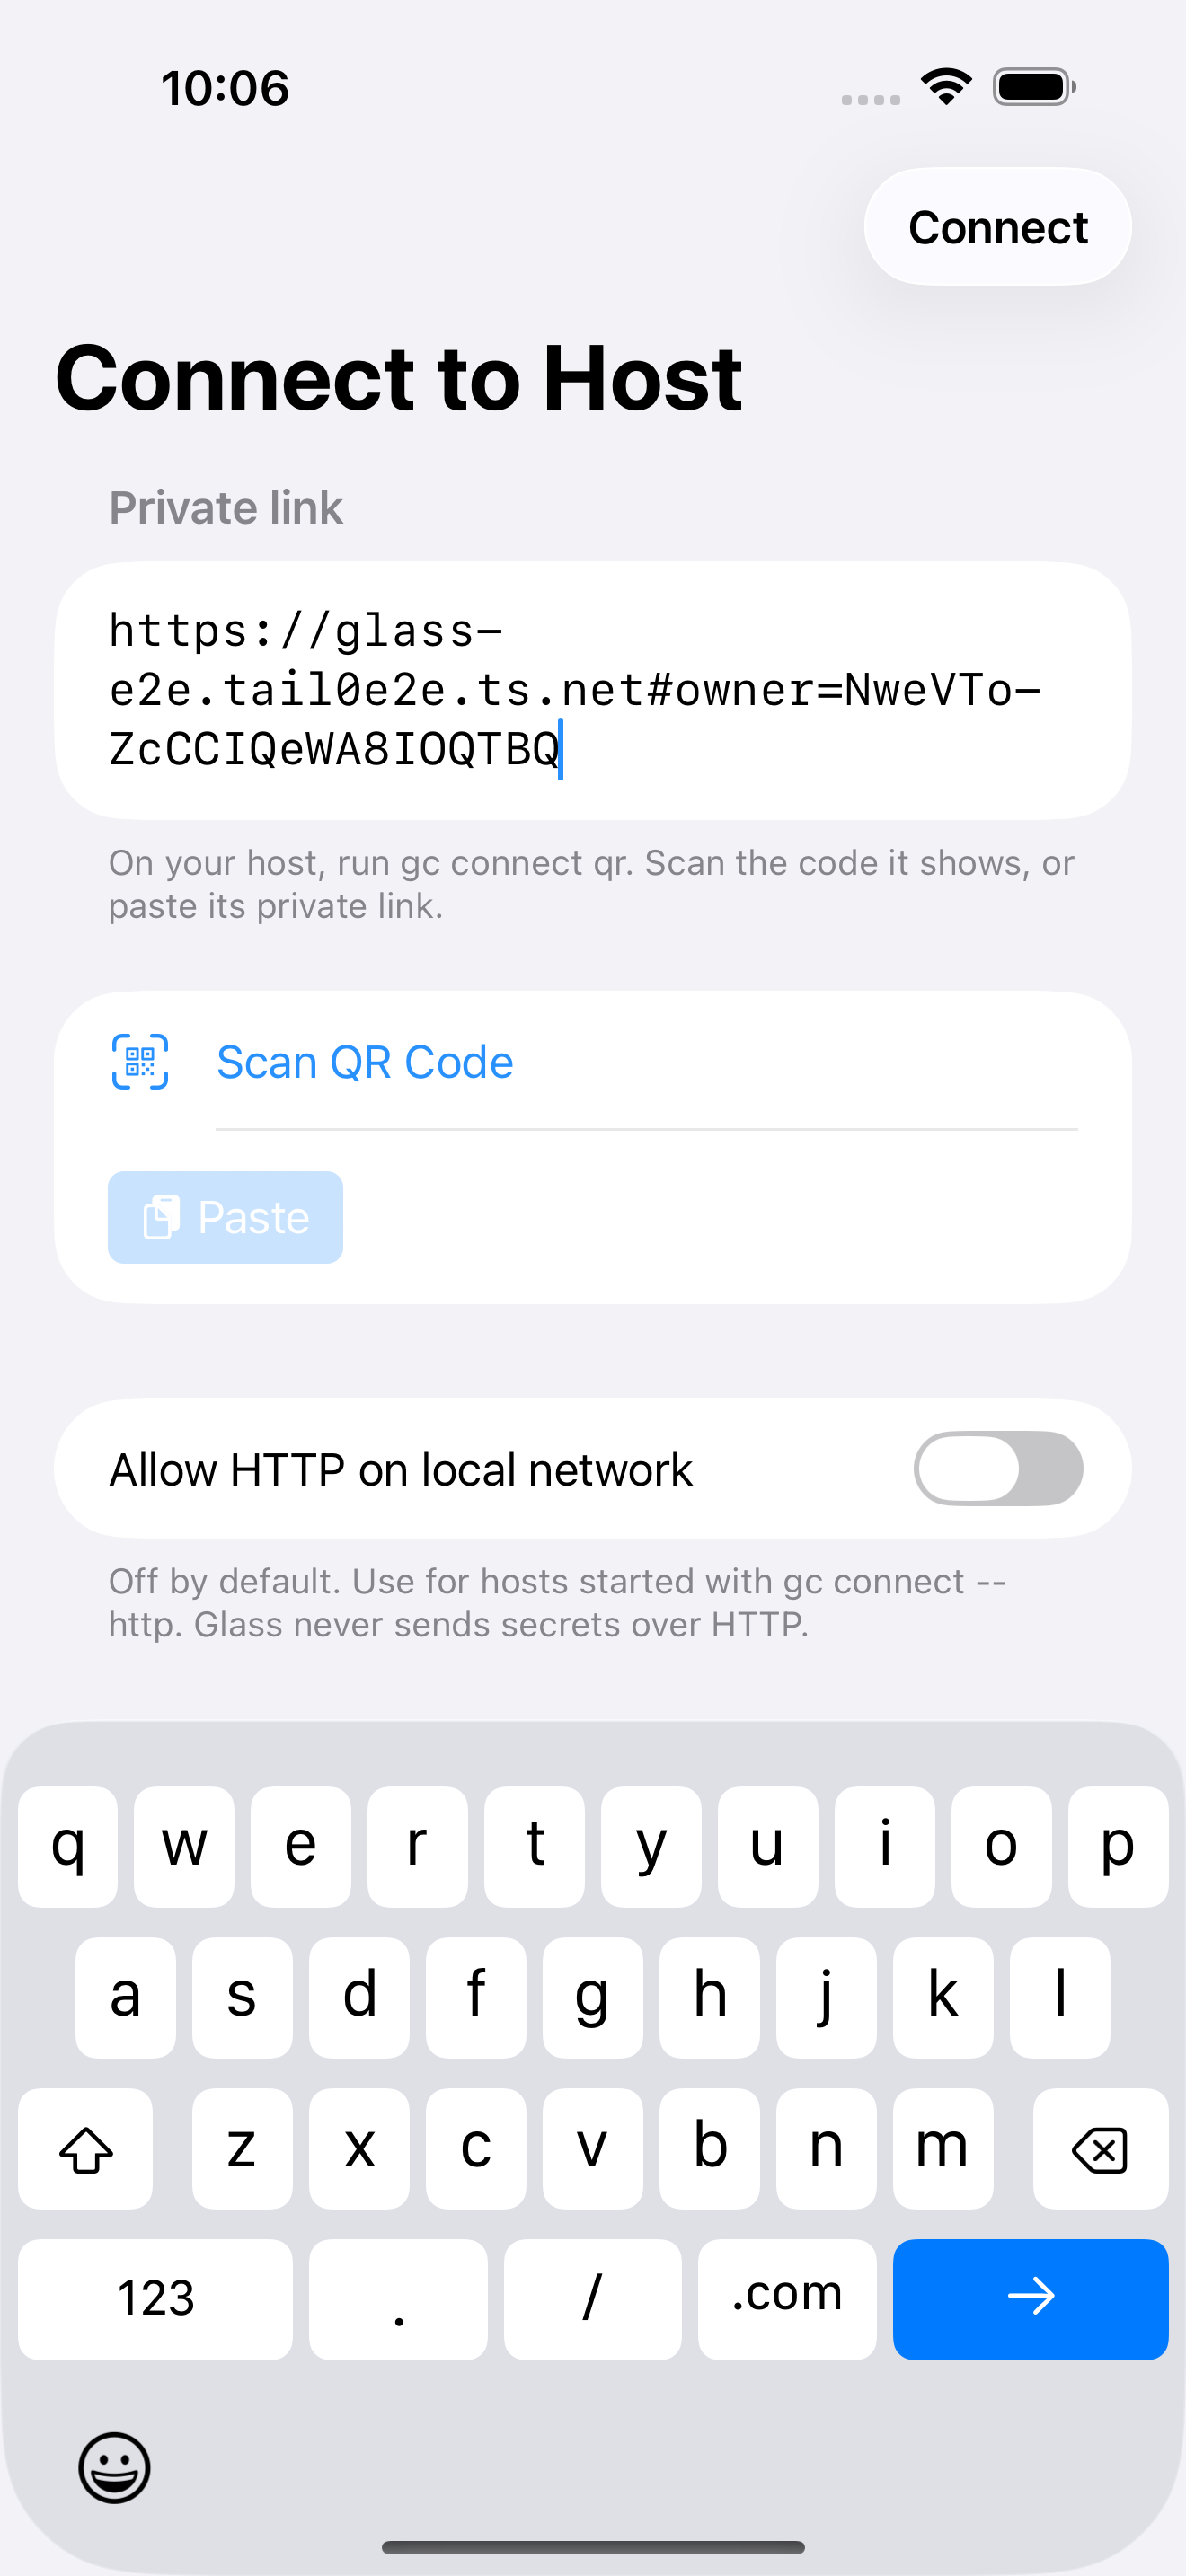 10:06
Connect
Connect to Host
Private link
https://glass-
e2e.tail0e2e.ts.net#owner=NweVTo-
ZcCCIQeWA8IOQTBQ
On your host, run gc connect qr. Scan the code it shows, or
paste its private link.
Scan QR Code
Paste
Allow HTTP on local network
Off by default. Use for hosts started with gc connect --
http. Glass never sends secrets over HTTP.
q w e r t y u i o p
a s d f g h j k l
z x c v b n m
123 . / .com